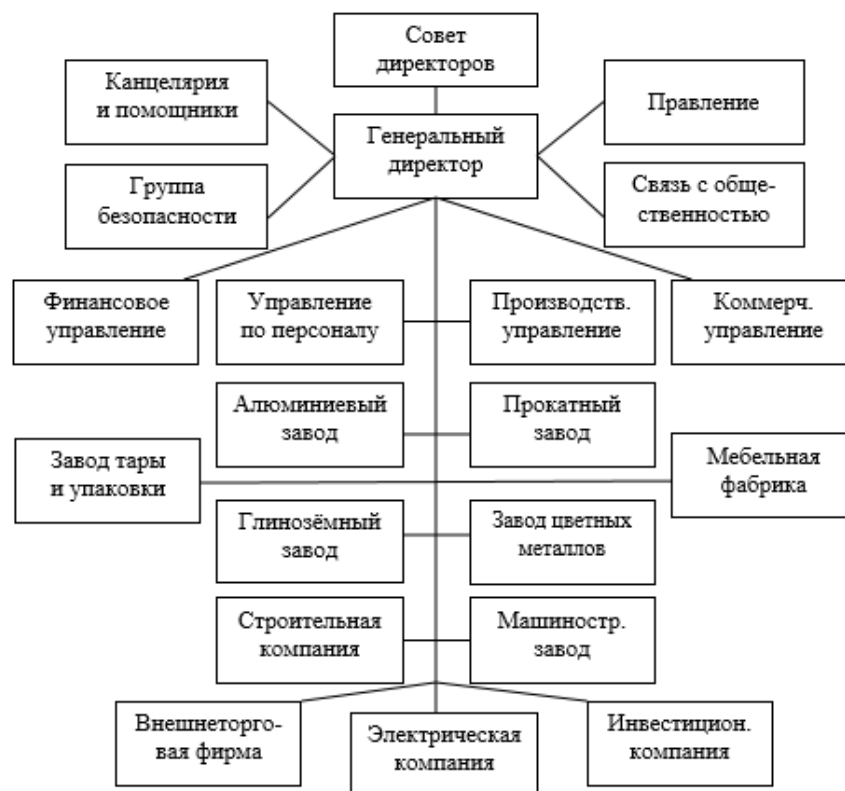 Совет
директоров
Канцелярия
и помощники
Правление
Генеральный
директор
Группа
безопасности
Связь с обще-
ственностью
Финансовое
управление
Управление
по персоналу
Производств.
управление
Коммерч.
управление
Алюминиевый
завод
Прокатный
завод
Завод тары
и упаковки
Мебельная
фабрика
Глинозёмный
завод
Завод цветных
металлов
Строительная
компания
Машиностр.
завод
Внешнеторго-
вая фирма
Электрическая
компания
Инвестицион.
компания